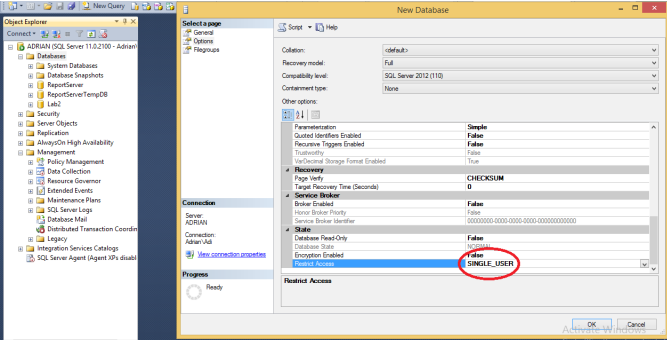 New Query
Object Explorer
Connect
ADRIAN (SQL Server 11.0.2100 - Adrian\
Databases
System Databases
Database Snapshots
ReportServer
ReportServerTempDB
Lab2
Security
Server Objects
Replication
AlwaysOn High Availability
Management
Policy Management
Data Collection
Resource Governor
Extended Events
Maintenance Plans
SQL Server Logs
Database Mail
Distributed Transaction Coordin
Legacy
Integration Services Catalogs
SQL Server Agent (Agent XPs disabl
New Database
Select a page
General
Options
Filegroups
Connection
Server:
ADRIAN
Connection:
Adrian\Adi
View connection properties
Progress
Ready
Script Help
Collation: <default>
Recovery model: Full
Compatibility level: SQL Server 2012 (110)
Containment type: None
Other options:
Parameterization Simple
Quoted Identifiers Enabled False
Recursive Triggers Enabled False
Trustworthy False
VarDecimal Storage Format Enabled True
Recovery
Page Verify CHECKSUM
Target Recovery Time (Seconds) 0
Service Broker
Broker Enabled False
Honor Broker Priority False
Service Broker Identifier 00000000-0000-0000-0000-000000000000
State
Database Read-Only False
Database State NORMAL
Encryption Enabled False
Restrict Access SINGLE_USER
Restrict Access
OK Cancel
Activate Windows